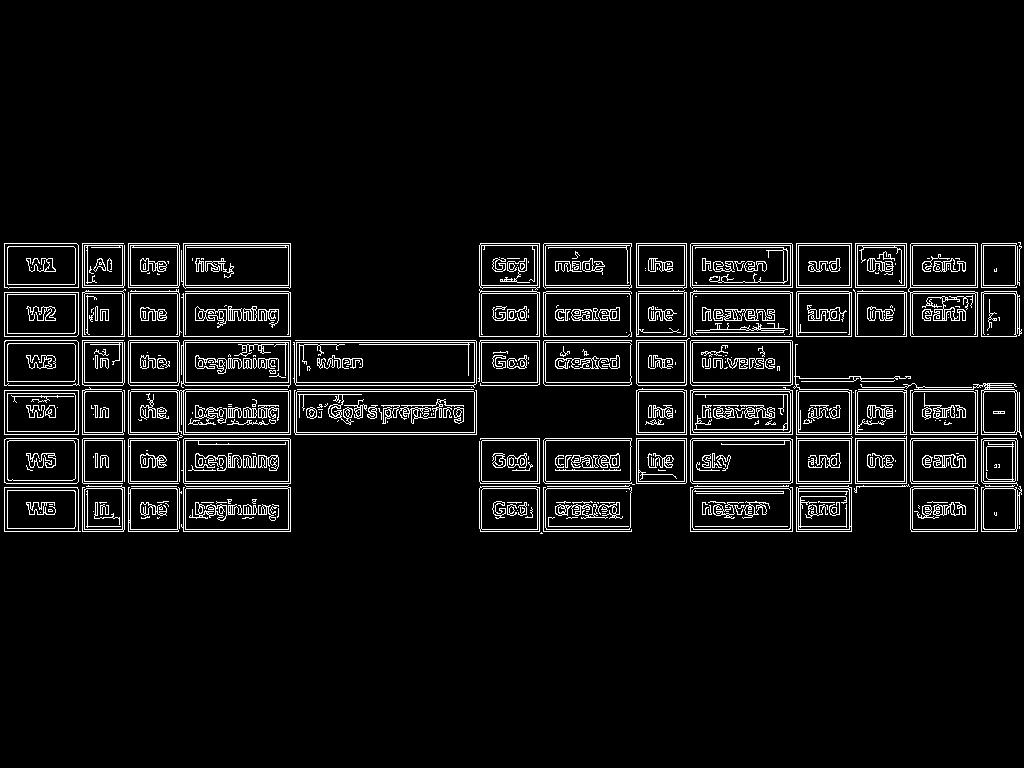 W1 At the first God made the heaven and the earth .
W2 In the beginning God created the heavens and the earth .
W3 In the beginning , when God created the universe,
W4 In the beginning of God's preparing the heavens and the earth –
W5 In the beginning God created the sky and the earth .
W6 In the beginning God created heaven and earth .